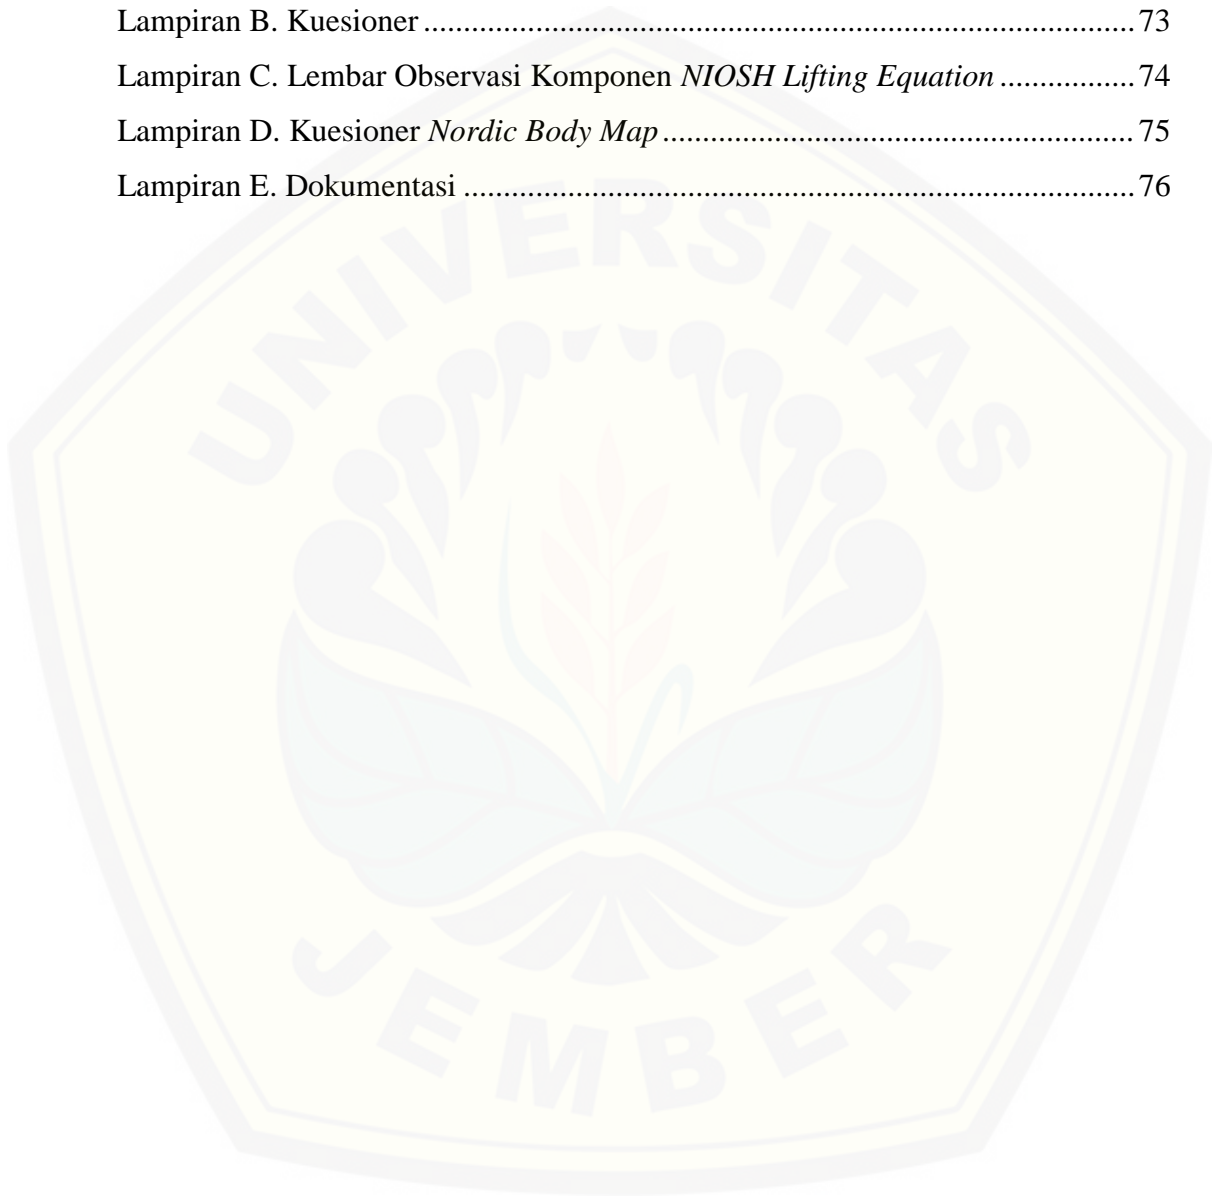 Lampiran B. Kuesioner .......................................................................................... 73
Lampiran C. Lembar Observasi Komponen NIOSH Lifting Equation ................. 74
Lampiran D. Kuesioner Nordic Body Map ............................................................ 75
Lampiran E. Dokumentasi ..................................................................................... 76
UNIVERSITAS
JEMBER